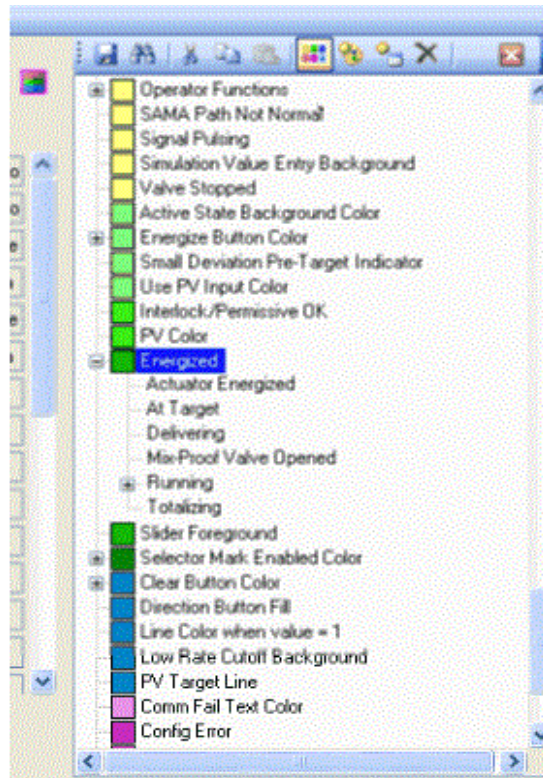 Operator Functions
SAMA Path Not Normal
Signal Pulsing
Simulation Value Entry Background
Valve Stopped
Active State Background Color
Energize Button Color
Small Deviation Pre-Target Indicator
Use PV Input Color
Interlock/Permissive OK
PV Color
Energized
Actuator Energized
At Target
Delivering
Mix-Proof Valve Opened
Running
Totalizing
Slider Foreground
Selector Mark Enabled Color
Clear Button Color
Direction Button Fill
Line Color when value = 1
Low Rate Cutoff Background
PV Target Line
Comm Fail Text Color
Config Error